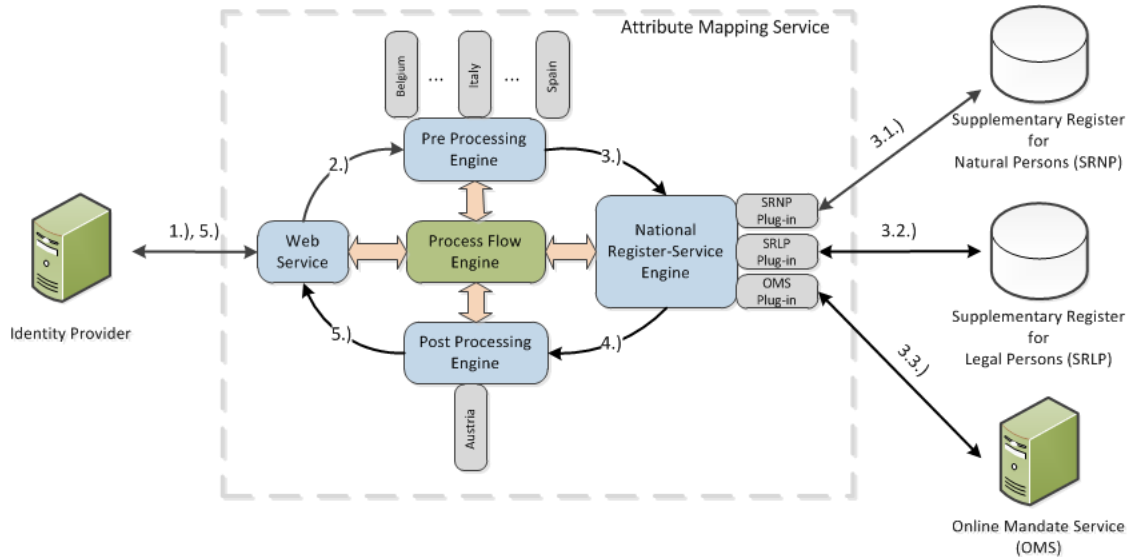 Attribute Mapping Service
Belgium
...
Italy
...
Spain
Pre Processing
Engine
2.)
3.)
1.), 5.)
Web
Service
Process Flow
Engine
National
Register-Service
Engine
SRNP
Plug-in
SRLP
Plug-in
OMS
Plug-in
3.1.)
3.2.)
3.3.)
5.)
4.)
Post Processing
Engine
Austria
Identity Provider
Supplementary Register
for
Natural Persons (SRNP)
Supplementary Register
for
Legal Persons (SRLP)
Online Mandate Service
(OMS)